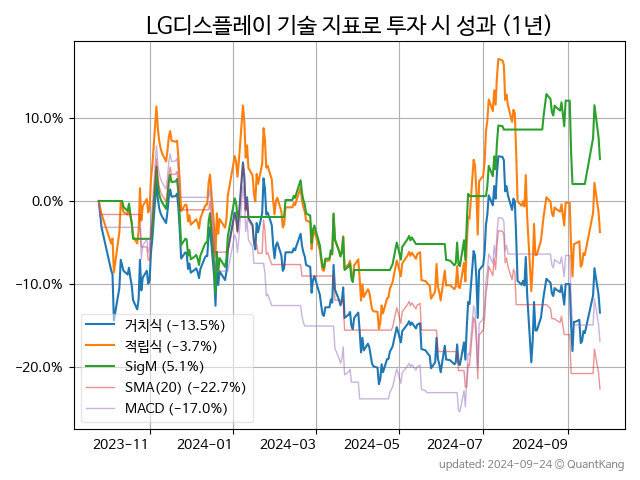 LG디스플레이 기술 지표로 투자 시 성과 (1년)
10.0%
0.0%
−10.0%
−20.0%
거치식 (−13.5%)
적립식 (−3.7%)
SigM (5.1%)
SMA(20) (−22.7%)
MACD (−17.0%)
2023-11 2024-01 2024-03 2024-05 2024-07 2024-09
updated: 2024-09-24 © QuantKang